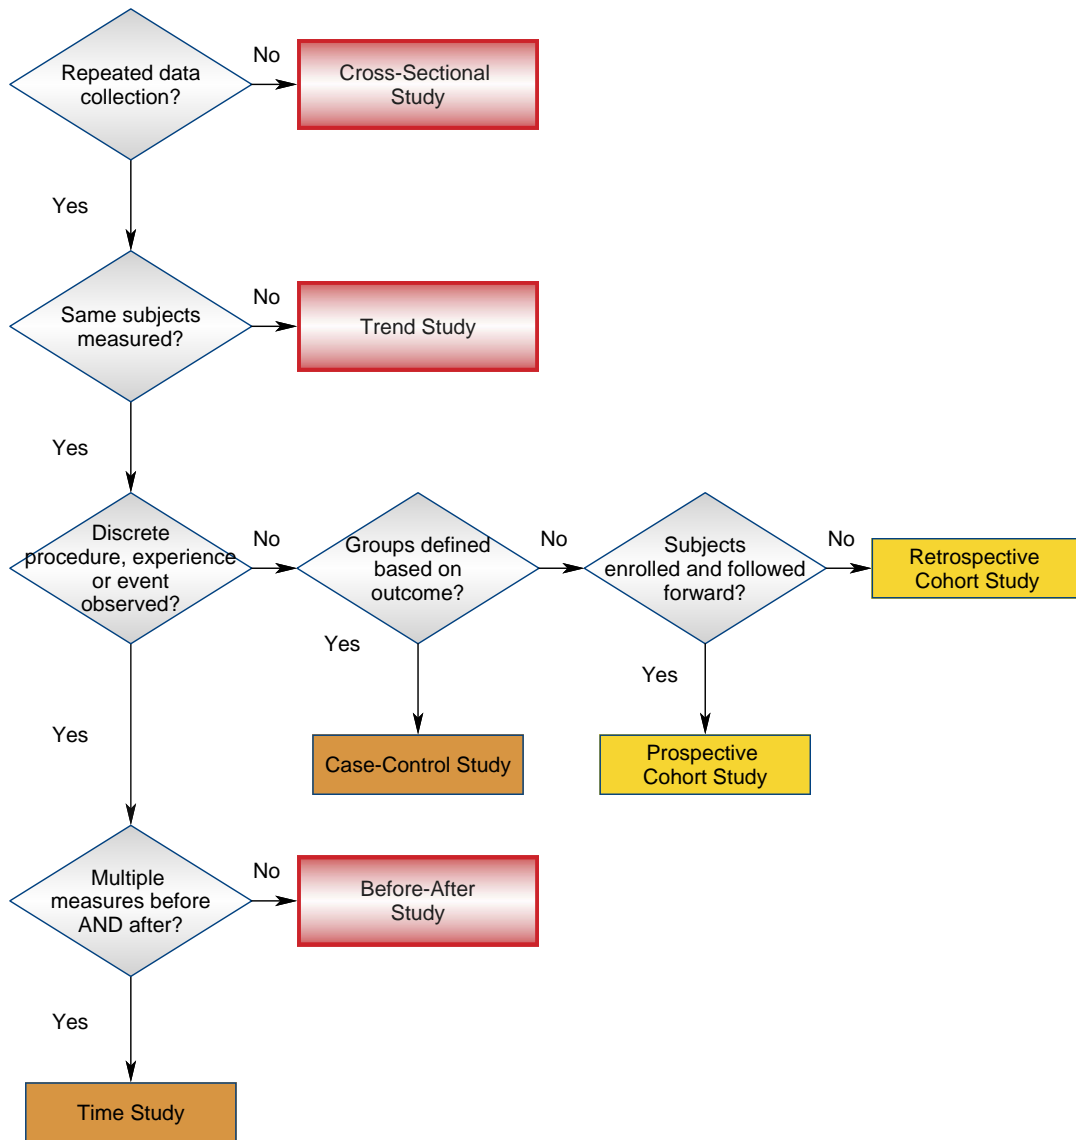 No
Repeated data
collection?
Cross-Sectional
Study
Yes
No
Same subjects
measured?
Trend Study
Yes
Discrete
procedure, experience
or event
observed?
No
Groups defined
based on
outcome?
No
Subjects
enrolled and followed
forward?
No
Retrospective
Cohort Study
Yes
Yes
Yes
Case-Control Study
Prospective
Cohort Study
No
Multiple
measures before
AND after?
Before-After
Study
Yes
Time Study